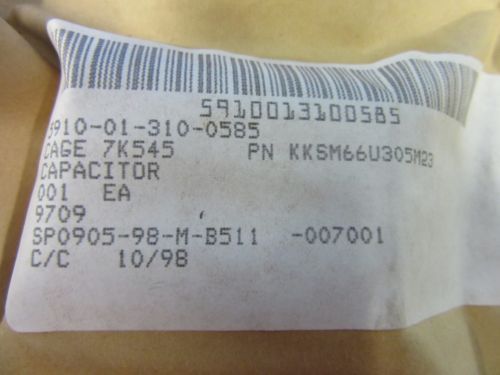 5910013100585
5910-01-310-0585
CAGE 7K545 PN KKSM66U305M23
CAPACITOR
001 EA
9709
SP0905-98-M-B511 -007001
C/C 10/98